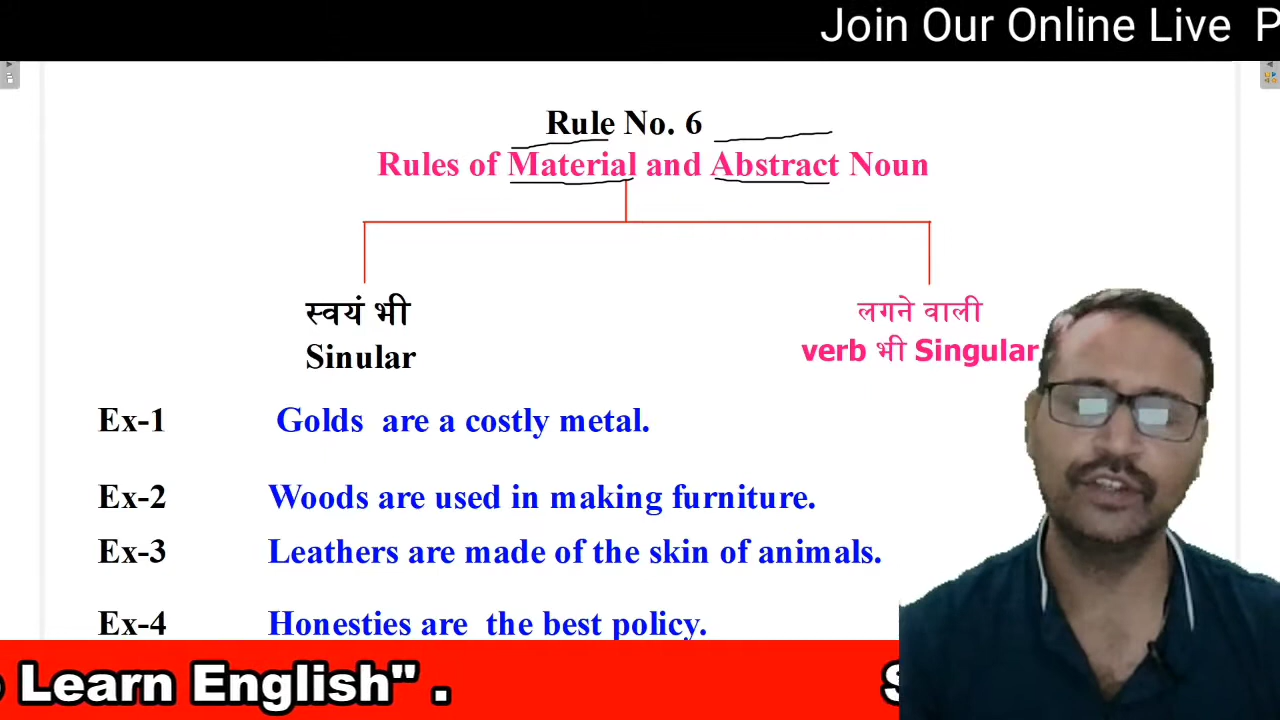 Join Our Online Live P
Rule No. 6
Rules of Material and Abstract Noun
स्वयं भी
Sinular
लगने वाली
verb भी Singular
Ex-1 Golds are a costly metal.
Ex-2 Woods are used in making furniture.
Ex-3 Leathers are made of the skin of animals.
Ex-4 Honesties are the best policy.
Learn English" . S